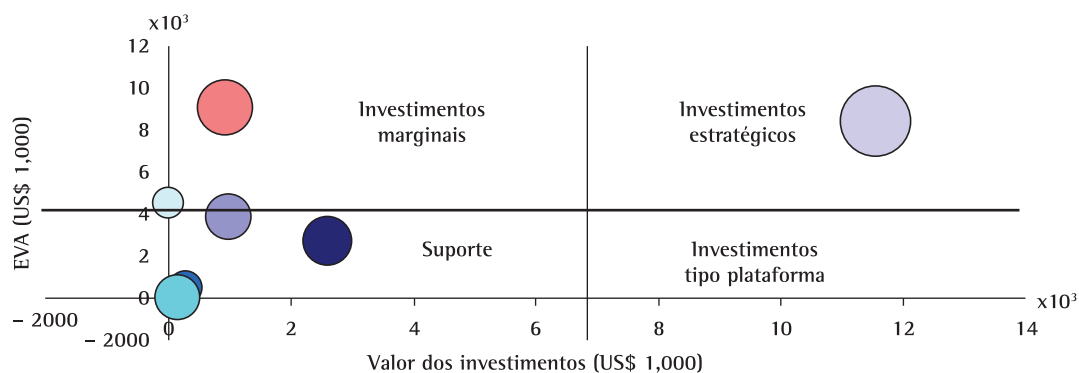 x10³
12
10
8
6
4
2
0
– 2000
EVA (US$ 1,000)
Investimentos
marginais
Investimentos
estratégicos
Suporte
Investimentos
tipo plataforma
– 2000
0 2 4 6 8 10 12 14
x10³
Valor dos investimentos (US$ 1,000)